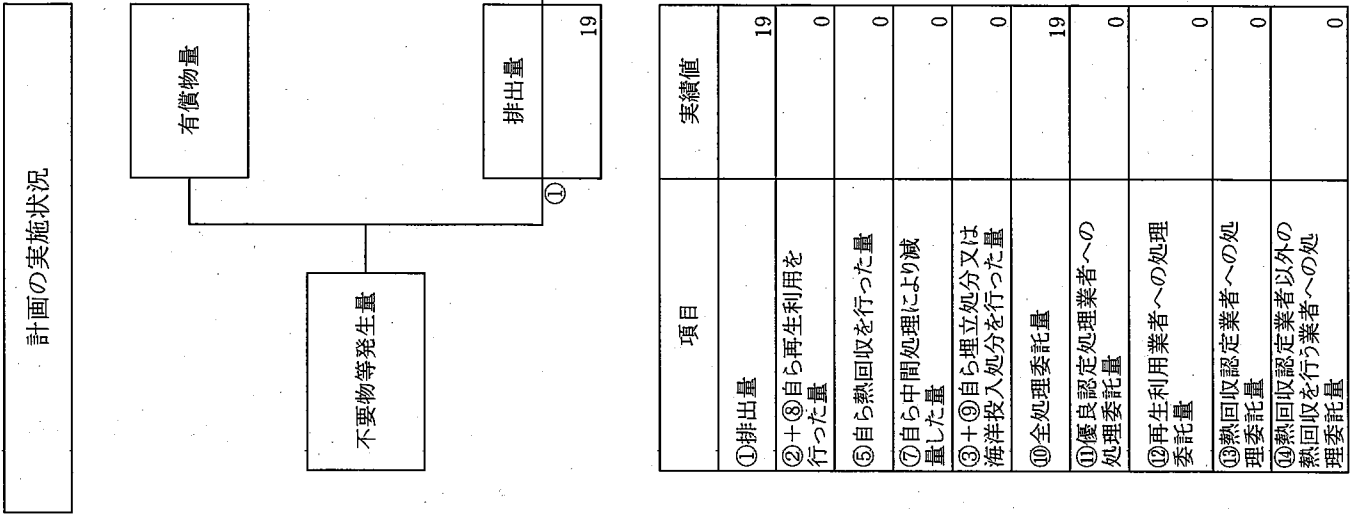 計画の実施状況
有償物量
不要物等発生量
①
排出量
19
項目
実績値
①排出量
19
②+⑧自ら再生利用を
行った量
0
⑤自ら熱回収を行った量
0
⑦自ら中間処理により減
量した量
0
③+⑨自ら埋立処分又は
海洋投入処分を行った量
0
⑩全処理委託量
19
⑪優良認定処理業者への
処理委託量
0
⑫再生利用業者への処理
委託量
0
⑬熱回収認定業者への処
理委託量
0
⑭熱回収認定業者以外の
熱回収を行う業者への処
理委託量
0